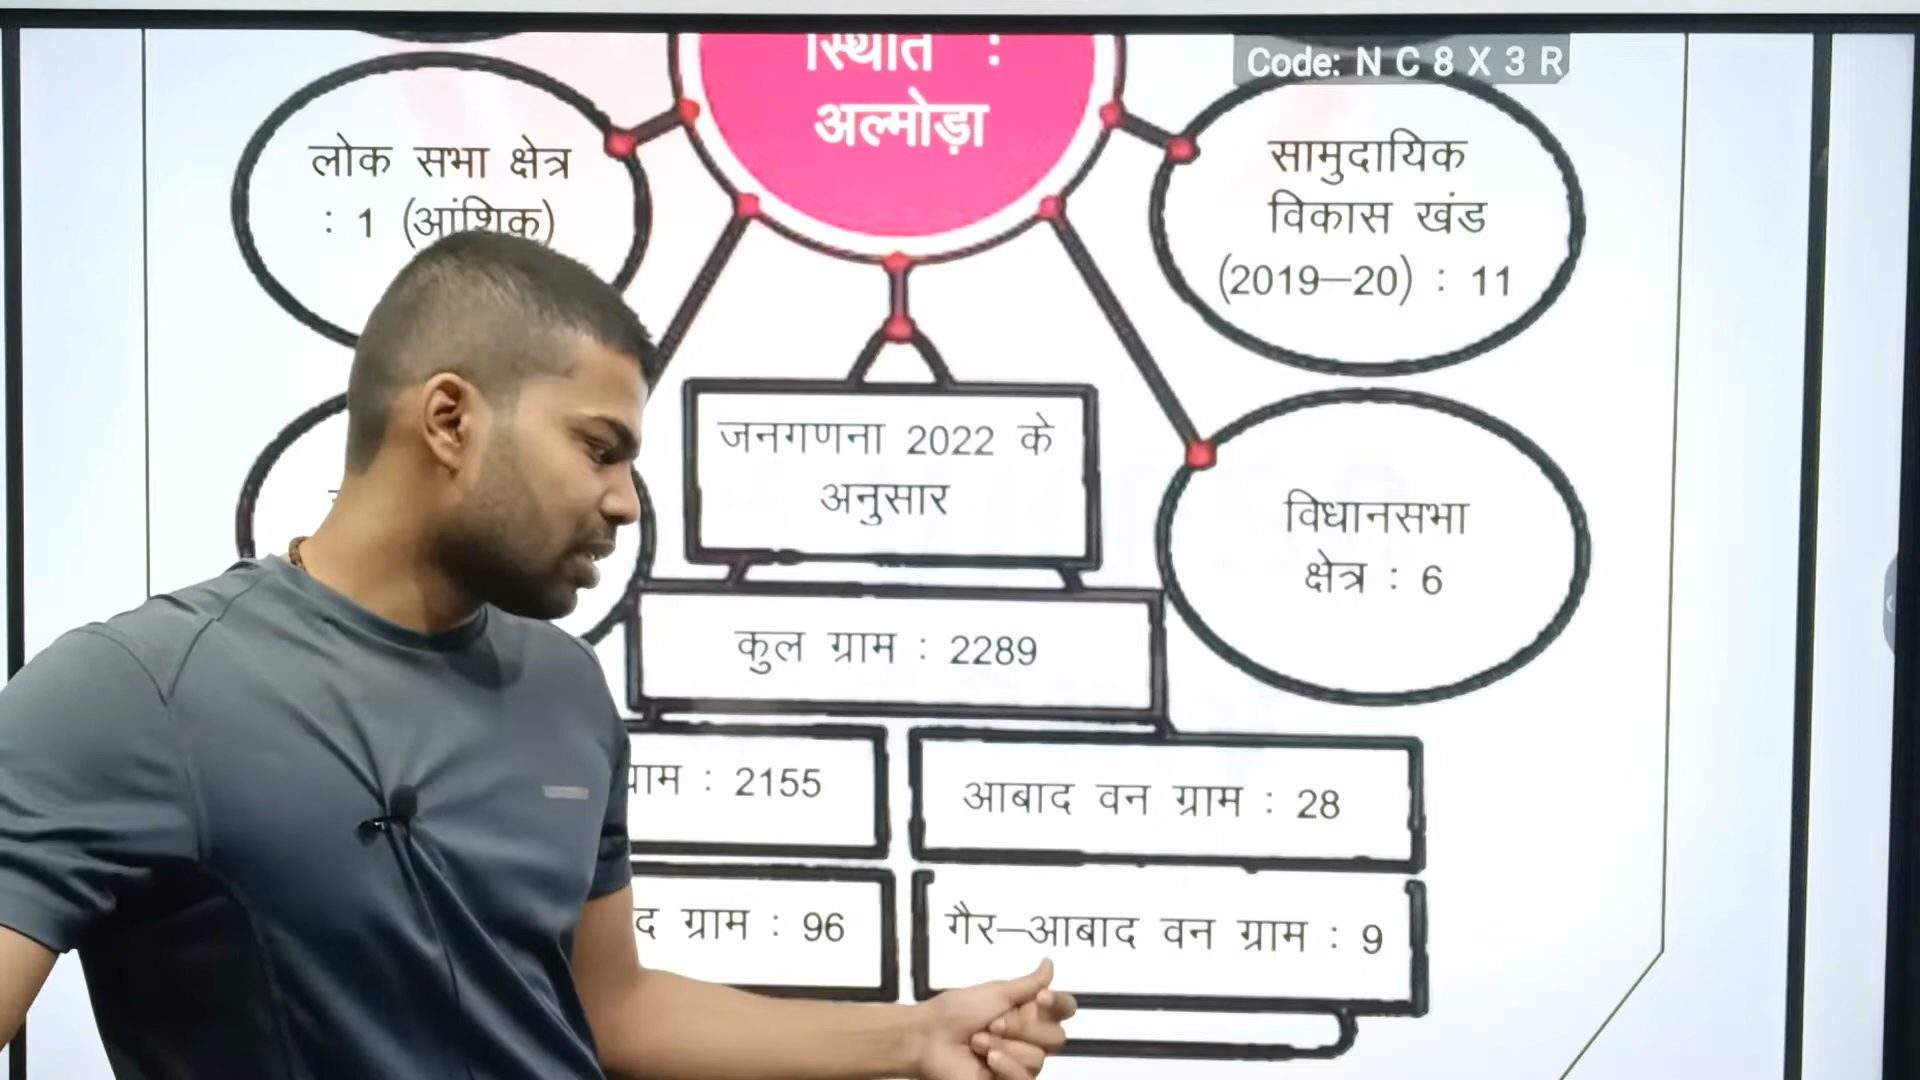 स्थिति :
अल्मोड़ा
Code: N C 8 X 3 R
लोक सभा क्षेत्र
: 1 (आंशिक)
सामुदायिक
विकास खंड
(2019–20) : 11
जनगणना 2022 के
अनुसार
विधानसभा
क्षेत्र : 6
कुल ग्राम : 2289
ग्राम : 2155
आबाद वन ग्राम : 28
ग्राम : 96
गैर–आबाद वन ग्राम : 9